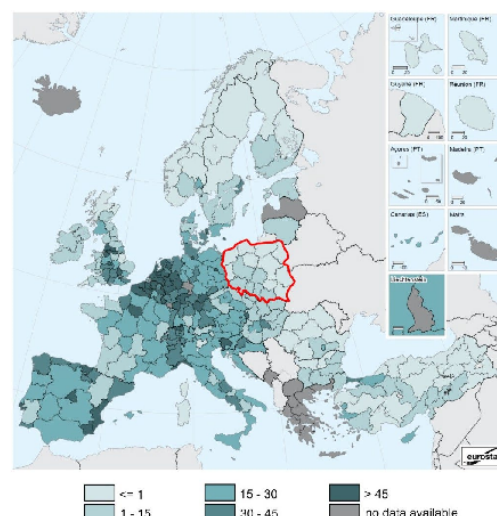 Guadeloupe (FR)
Martinique (FR)
Guyane (FR)
Réunion (FR)
Açores (PT)
Madeira (PT)
Canarias (ES)
Malta
Liechtenstein
eurostat
<= 1
15 - 30
> 45
1 - 15
30 - 45
no data available